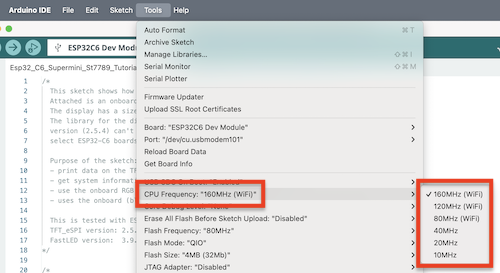 Arduino IDE File Edit Sketch Tools Help
ESP32C6 Dev Modu
Esp32_C6_Supermini_St7789_Tutoria
1 /*
2 This sketch shows how
3 Attached is an onboard
4 The display has a size
5 The library for the di
6 version (2.5.4) can't
7 select ESP32-C6 boards
8
9 Purpose of the sketch:
10 - print data on the TF
11 - get system informati
12 - use the onboard RGB
13 - uses the onboard (b
14
15 This is tested with ES
16 TFT_eSPI version: 2.5.
17 FastLED version: 3.9.
18 */
19
20
Auto Format ⌘T
Archive Sketch
Manage Libraries... ⇧⌘I
Serial Monitor ⇧⌘M
Serial Plotter
Firmware Updater
Upload SSL Root Certificates
Board: "ESP32C6 Dev Module"
Port: "/dev/cu.usbmodem101"
Reload Board Data
Get Board Info
CPU Frequency: "160MHz (WiFi)"
Erase All Flash Before Sketch Upload: "Disabled"
Flash Frequency: "80MHz"
Flash Mode: "QIO"
Flash Size: "4MB (32Mb)"
JTAG Adapter: "Disabled"
✓ 160MHz (WiFi)
120MHz (WiFi)
80MHz (WiFi)
40MHz
20MHz
10MHz